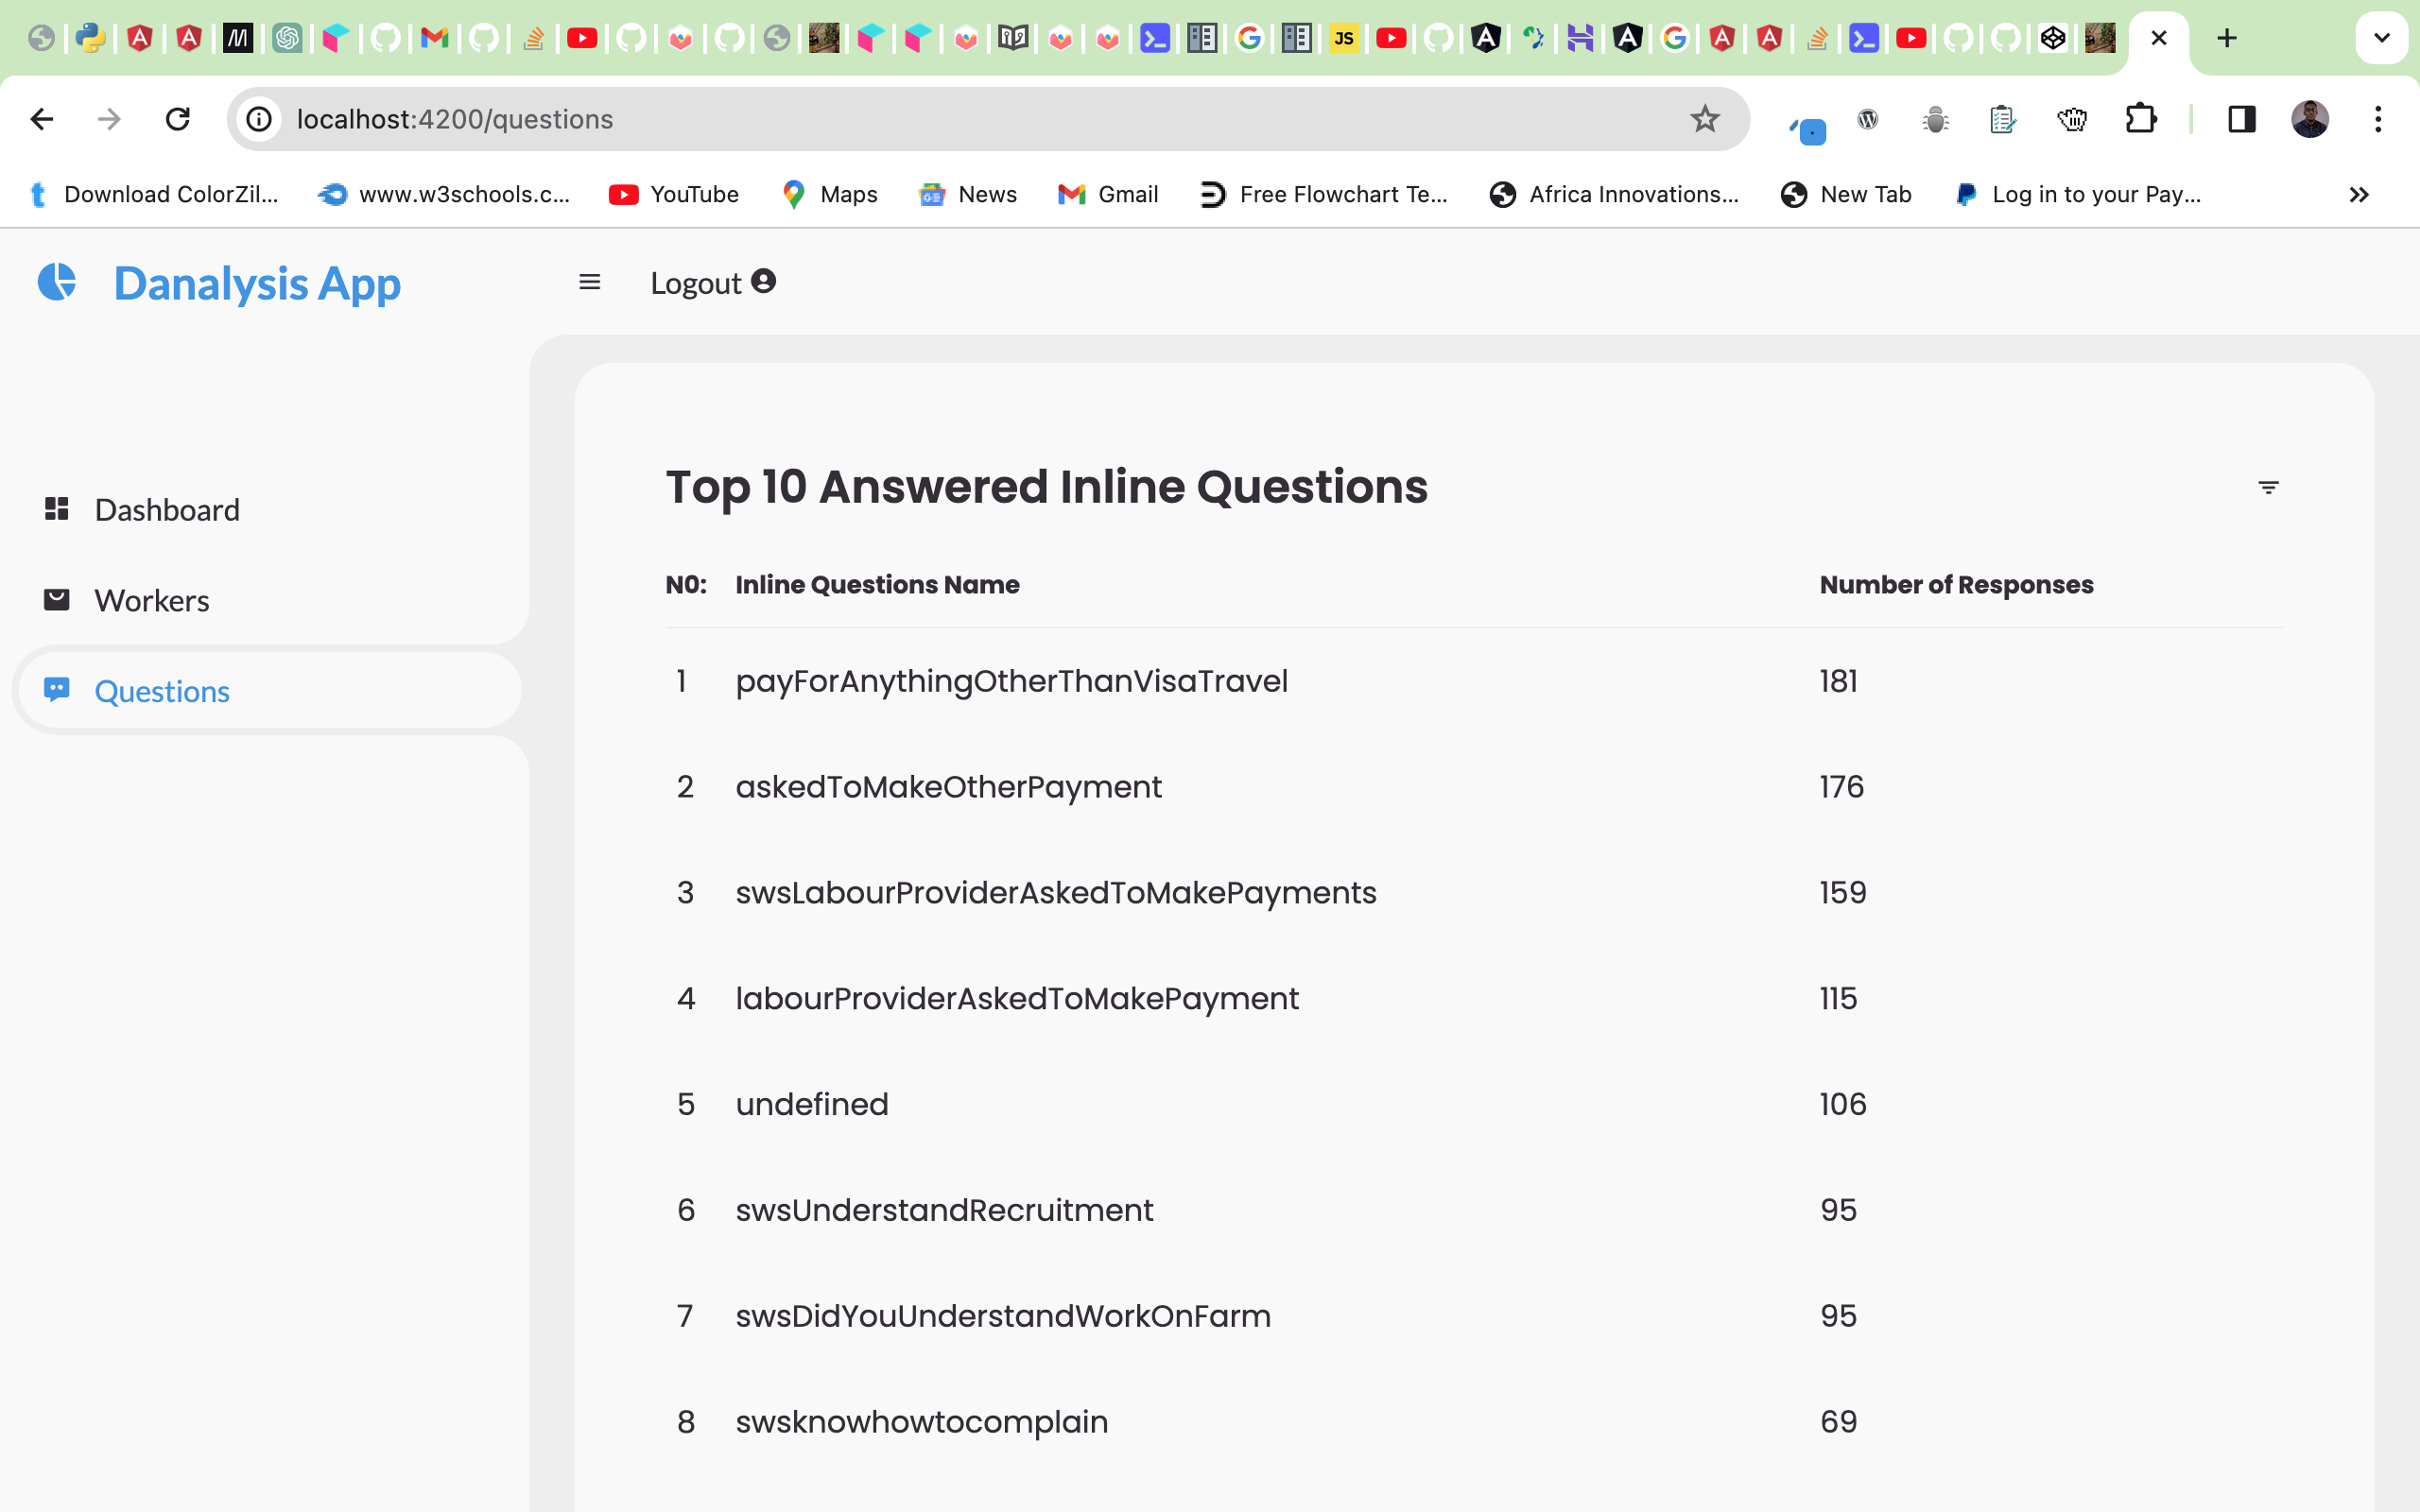 JS
localhost:4200/questions
Download ColorZil...
www.w3schools.c...
YouTube
Maps
News
Gmail
Free Flowchart Te...
Africa Innovations...
New Tab
Log in to your Pay...
Danalysis App
Logout
Dashboard
Workers
Questions
Top 10 Answered Inline Questions
N0: Inline Questions Name Number of Responses
1 payForAnythingOtherThanVisaTravel 181
2 askedToMakeOtherPayment 176
3 swsLabourProviderAskedToMakePayments 159
4 labourProviderAskedToMakePayment 115
5 undefined 106
6 swsUnderstandRecruitment 95
7 swsDidYouUnderstandWorkOnFarm 95
8 swsknowhowtocomplain 69